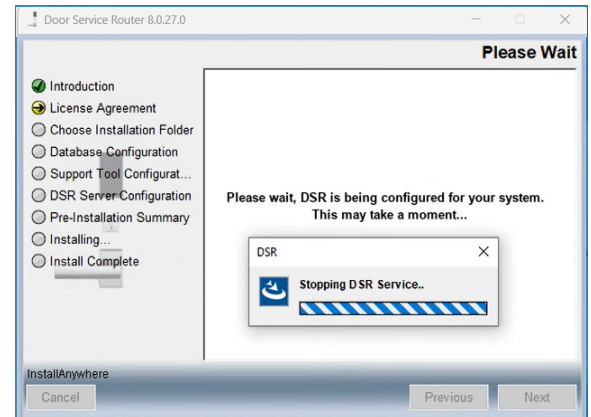 Door Service Router 8.0.27.0
Please Wait
Introduction
License Agreement
Choose Installation Folder
Database Configuration
Support Tool Configurat...
DSR Server Configuration
Pre-Installation Summary
Installing...
Install Complete
Please wait, DSR is being configured for your system.
This may take a moment...
DSR
Stopping DSR Service..
InstallAnywhere
Cancel
Previous
Next